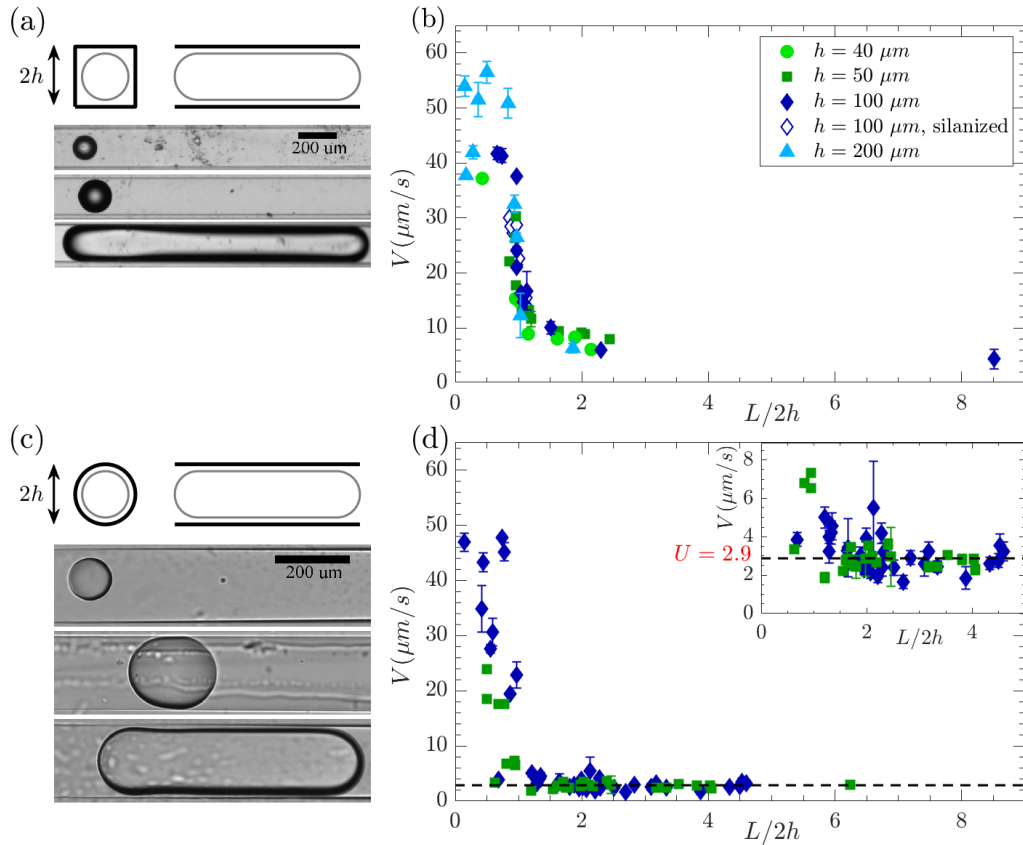 (a)
2h
200 um
(b)
60
50
40
30
20
10
0
V(μm/s)
0
2
4
6
8
L/2h
h = 40 μm
h = 50 μm
h = 100 μm
h = 100 μm, silanized
h = 200 μm
(c)
2h
200 um
(d)
60
50
40
30
20
10
0
V(μm/s)
0
2
4
6
8
L/2h
8
6
4
2
0
V(μm/s)
U = 2.9
0
2
4
L/2h